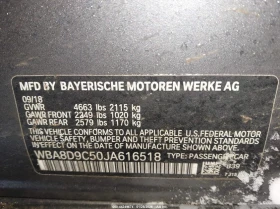 MFD BY BAYERISCHE MOTOREN WERKE AG
09/18
GVWR 4663 lbs 2115 kg
GAWR FRONT 2249 lbs 1020 kg
GAWR REAR 2579 lbs 1170 kg
THIS VEHICLE CONFORMS TO ALL APPLICABLE
U.S. FEDERAL MOTOR VEHICLE SAFETY, BUMPER,
AND THEFT PREVENTION STANDARDS IN EFFECT
ON THE DATE OF MANUFACTURE SHOWN ABOVE.
WBA8D9C50JA616518 TYPE: PASSENGER CAR